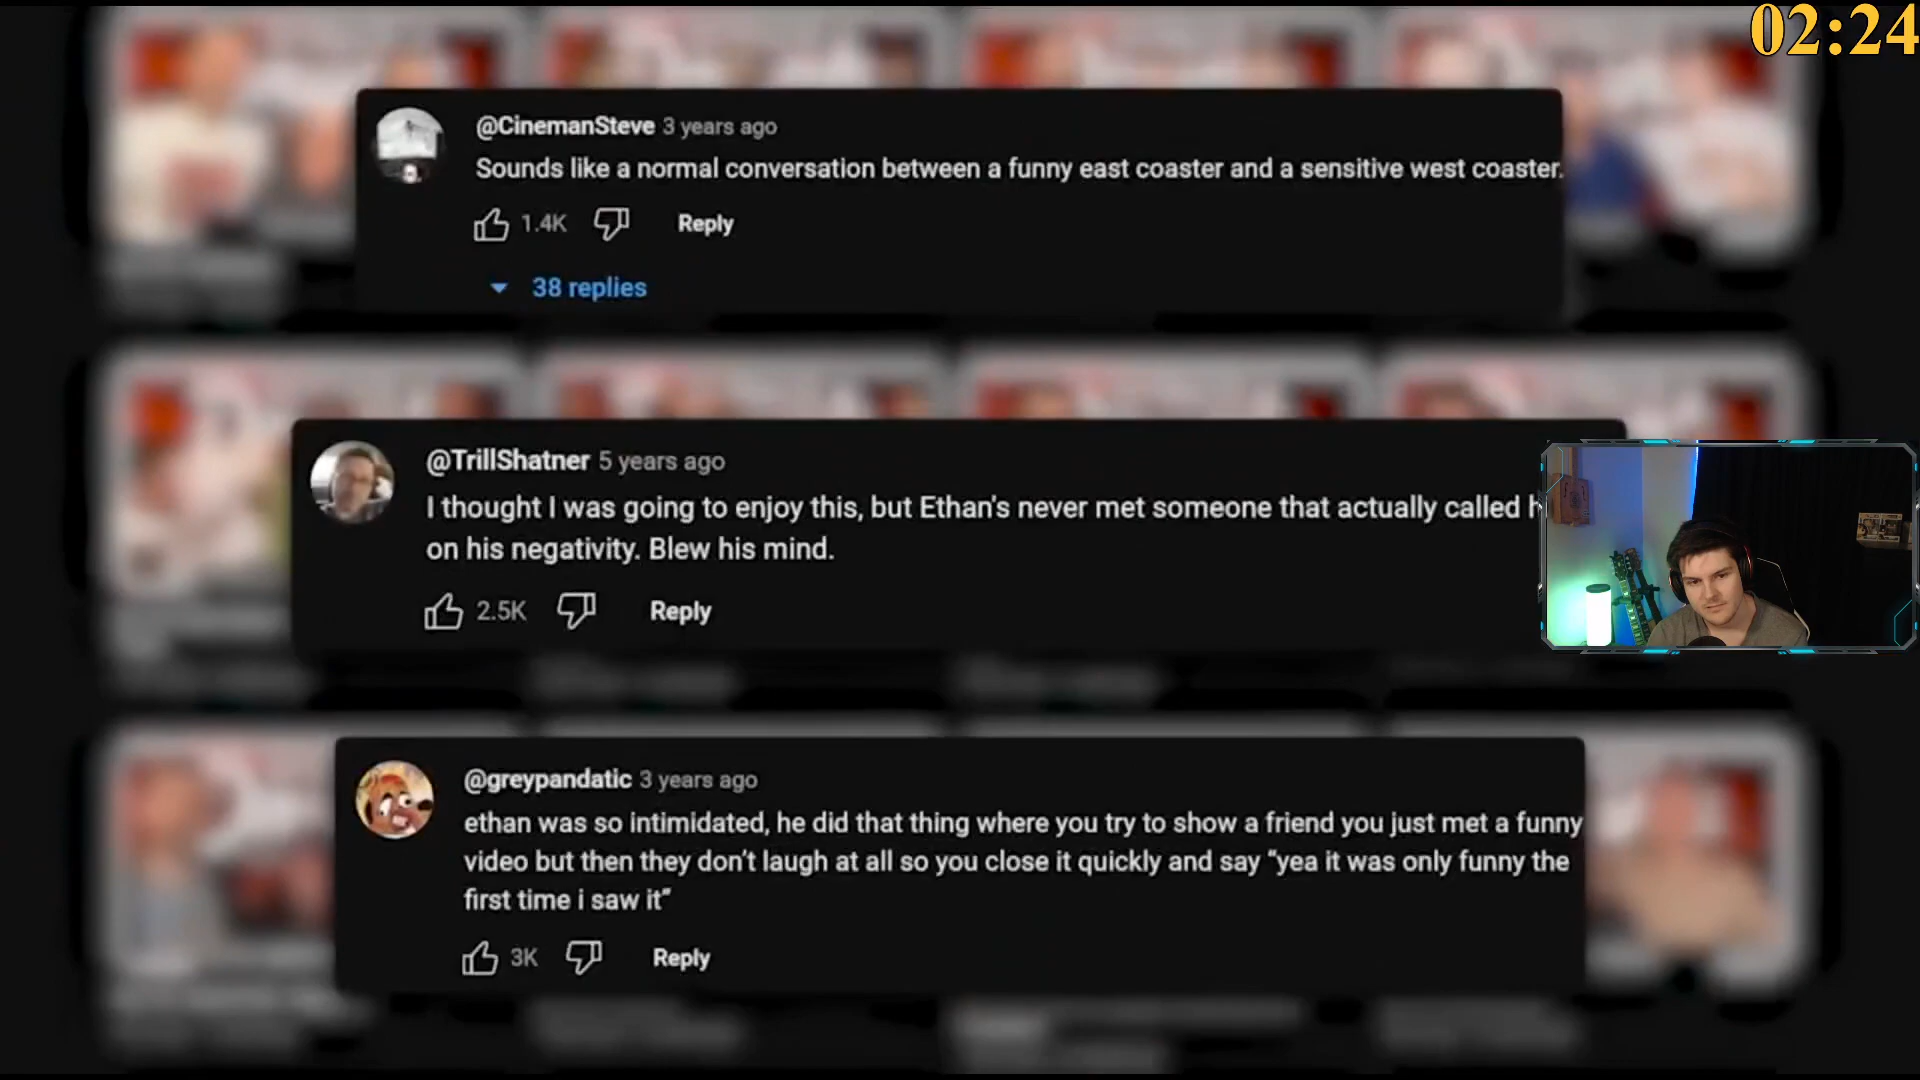 02:24
@CinemanSteve 3 years ago
Sounds like a normal conversation between a funny east coaster and a sensitive west coaster.
1.4K Reply
38 replies
@TrillShatner 5 years ago
I thought I was going to enjoy this, but Ethan's never met someone that actually called
on his negativity. Blew his mind.
2.5K Reply
@greypandatic 3 years ago
ethan was so intimidated, he did that thing where you try to show a friend you just met a funny
video but then they don't laugh at all so you close it quickly and say “yea it was only funny the
first time i saw it”
3K Reply